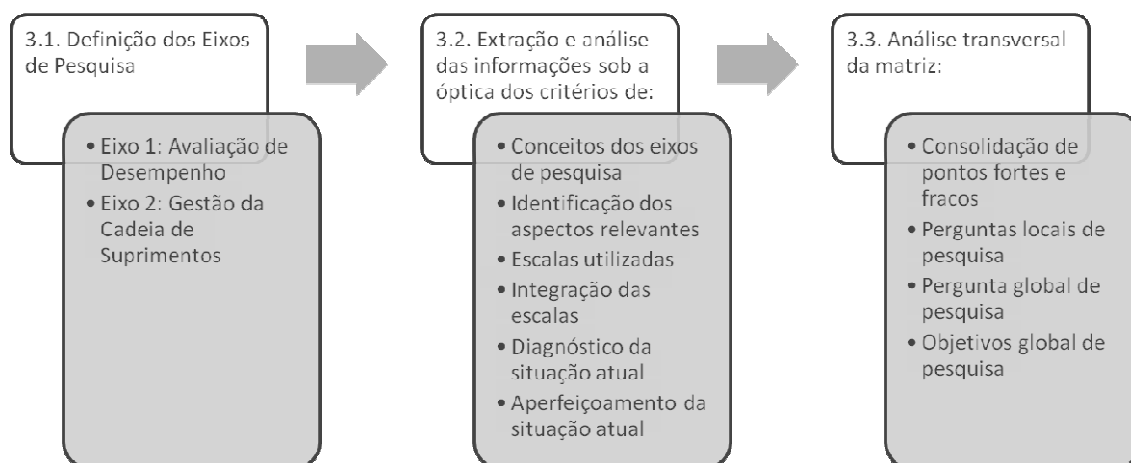 3.1. Definição dos Eixos
de Pesquisa
• Eixo 1: Avaliação de
Desempenho
• Eixo 2: Gestão da
Cadeia de
Suprimentos
3.2. Extração e análise
das informações sob a
óptica dos critérios de:
• Conceitos dos eixos
de pesquisa
• Identificação dos
aspectos relevantes
• Escalas utilizadas
• Integração das
escalas
• Diagnóstico da
situação atual
• Aperfeiçoamento da
situação atual
3.3. Análise transversal
da matriz:
• Consolidação de
pontos fortes e
fracos
• Perguntas locais de
pesquisa
• Pergunta global de
pesquisa
• Objetivos global de
pesquisa